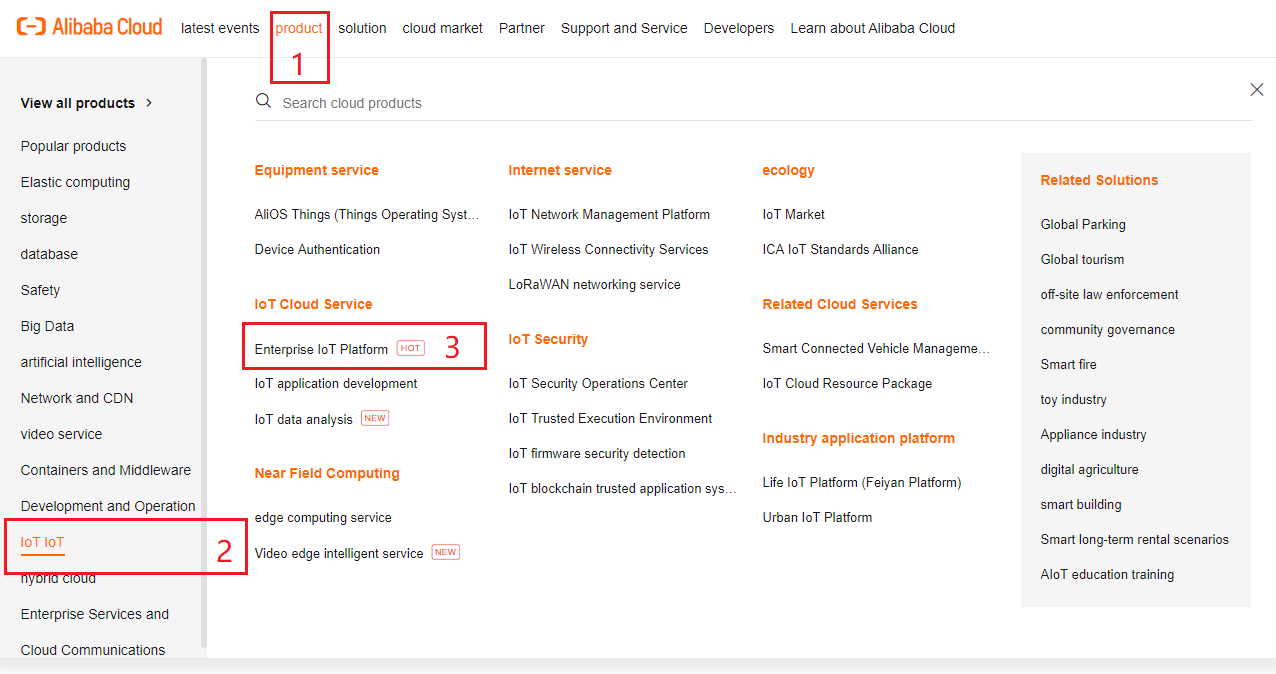 Alibaba Cloud
latest events product solution cloud market Partner Support and Service Developers Learn about Alibaba Cloud
1
View all products
Popular products
Elastic computing
storage
database
Safety
Big Data
artificial intelligence
Network and CDN
video service
Containers and Middleware
Development and Operation
IoT IoT
2
hybrid cloud
Enterprise Services and
Cloud Communications
Search cloud products
Equipment service
AliOS Things (Things Operating Syst…
Device Authentication
IoT Cloud Service
Enterprise IoT Platform HOT 3
IoT application development
IoT data analysis NEW
Near Field Computing
edge computing service
Video edge intelligent service NEW
Internet service
IoT Network Management Platform
IoT Wireless Connectivity Services
LoRaWAN networking service
IoT Security
IoT Security Operations Center
IoT Trusted Execution Environment
IoT firmware security detection
IoT blockchain trusted application sys…
ecology
IoT Market
ICA IoT Standards Alliance
Related Cloud Services
Smart Connected Vehicle Manageme…
IoT Cloud Resource Package
Industry application platform
Life IoT Platform (Feiyan Platform)
Urban IoT Platform
Related Solutions
Global Parking
Global tourism
off-site law enforcement
community governance
Smart fire
toy industry
Appliance industry
digital agriculture
smart building
Smart long-term rental scenarios
AIoT education training